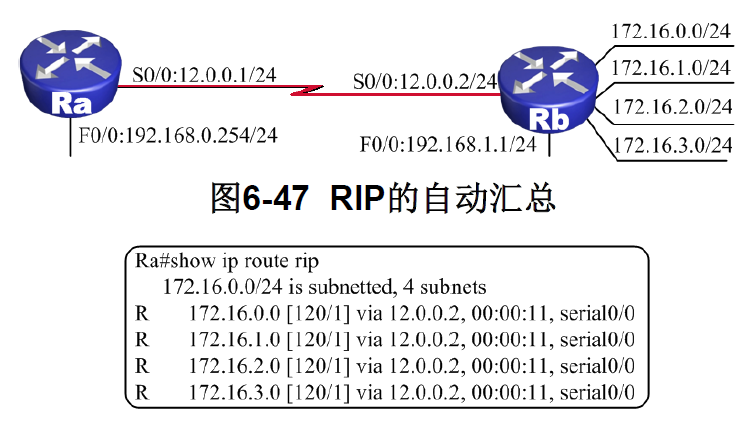 172.16.0.0/24
S0/0:12.0.0.1/24
S0/0:12.0.0.2/24
172.16.1.0/24
Ra
Rb
172.16.2.0/24
F0/0:192.168.0.254/24
F0/0:192.168.1.1/24
172.16.3.0/24
图6-47 RIP的自动汇总
Ra#show ip route rip
172.16.0.0/24 is subnetted, 4 subnets
R 172.16.0.0 [120/1] via 12.0.0.2, 00:00:11, serial0/0
R 172.16.1.0 [120/1] via 12.0.0.2, 00:00:11, serial0/0
R 172.16.2.0 [120/1] via 12.0.0.2, 00:00:11, serial0/0
R 172.16.3.0 [120/1] via 12.0.0.2, 00:00:11, serial0/0